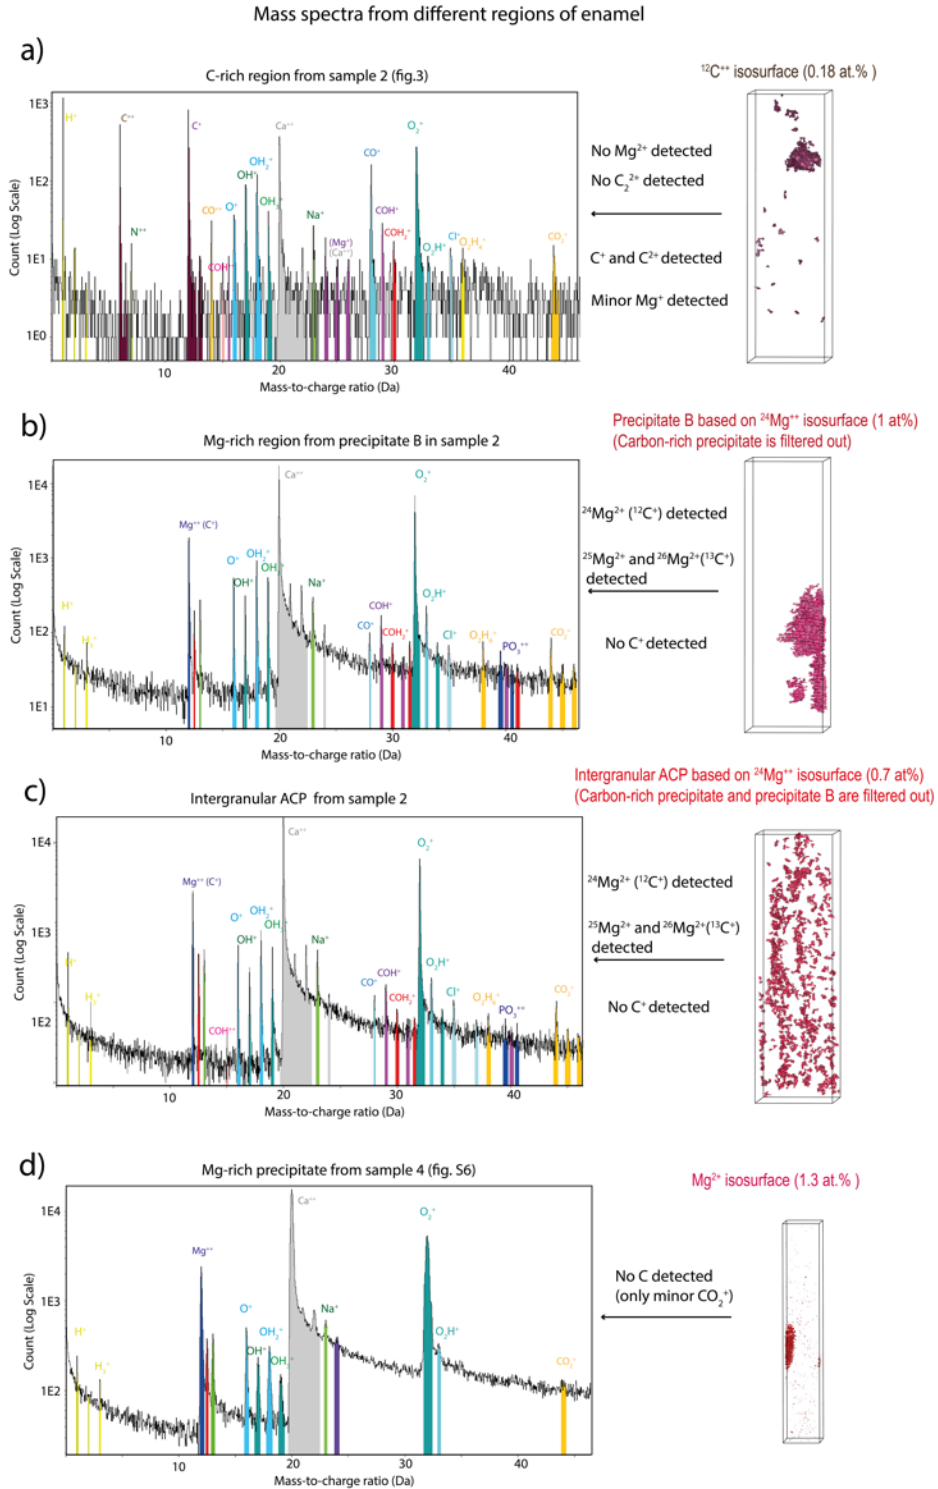 Mass spectra from different regions of enamel
a)
C-rich region from sample 2 (fig.3)
¹²C⁺⁺ isosurface (0.18 at.% )
Count (Log Scale)
1E3
1E2
1E1
1E0
H⁺
C⁺⁺
N⁺⁺
C⁺
CO⁺⁺
COH⁺⁺
O⁺
OH⁺
OH₂⁺
OH₃⁺
Ca⁺⁺
Na⁺
(Mg⁺)
(Ca⁺⁺)
CO⁺
COH⁺
COH₂⁺
O₂⁺
O₂H⁺
Cl⁺
O₂H₄⁺
CO₂⁺
10
20
30
40
Mass-to-charge ratio (Da)
No Mg²⁺ detected
No C₂²⁺ detected
C⁺ and C²⁺ detected
Minor Mg⁺ detected
b)
Mg-rich region from precipitate B in sample 2
Precipitate B based on ²⁴Mg⁺⁺ isosurface (1 at%)
(Carbon-rich precipitate is filtered out)
Count (Log Scale)
1E4
1E3
1E2
1E1
H⁺
H₃⁺
Mg⁺⁺ (C⁺)
O⁺
OH⁺
OH₂⁺
OH₃⁺
Ca⁺⁺
Na⁺
CO⁺
COH⁺
COH₂⁺
O₂⁺
O₂H⁺
Cl⁺
O₂H₆⁺
PO₃⁺⁺
CO₂⁺
10
20
30
40
Mass-to-charge ratio (Da)
²⁴Mg²⁺ (¹²C⁺) detected
²⁵Mg²⁺ and ²⁶Mg²⁺(¹³C⁺)
detected
No C⁺ detected
c)
Intergranular ACP from sample 2
Intergranular ACP based on ²⁴Mg⁺⁺ isosurface (0.7 at%)
(Carbon-rich precipitate and precipitate B are filtered out)
Count (Log Scale)
1E4
1E3
1E2
H⁺
H₃⁺
Mg⁺⁺ (C⁺)
COH⁺⁺
O⁺
OH⁺
OH₂⁺
OH₃⁺
Ca⁺⁺
Na⁺
CO⁺
COH⁺
COH₂⁺
O₂⁺
O₂H⁺
Cl⁺
O₂H₆⁺
PO₃⁺⁺
CO₂⁺
10
20
30
40
Mass-to-charge ratio (Da)
²⁴Mg²⁺ (¹²C⁺) detected
²⁵Mg²⁺ and ²⁶Mg²⁺(¹³C⁺)
detected
No C⁺ detected
d)
Mg-rich precipitate from sample 4 (fig. S6)
Mg²⁺ isosurface (1.3 at.% )
Count (Log Scale)
1E4
1E3
1E2
H⁺
H₃⁺
Mg⁺⁺
O⁺
OH⁺
OH₂⁺
OH₃⁺
Ca⁺⁺
Na⁺
O₂⁺
O₂H⁺
CO₂⁺
10
20
30
40
Mass-to-charge ratio (Da)
No C detected
(only minor CO₂⁺)